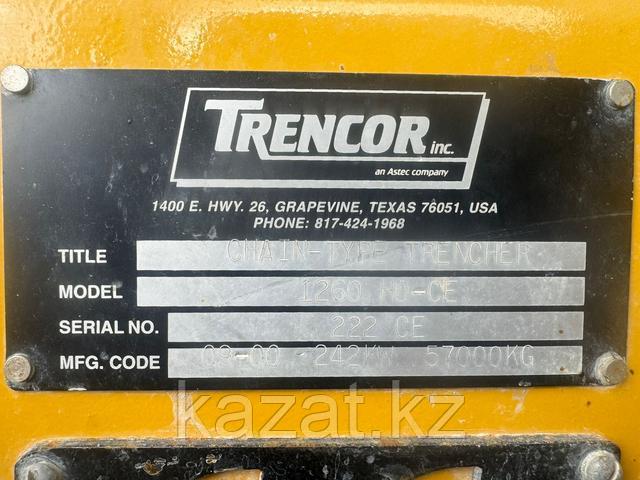 TRENCOR inc.
an Astec company
1400 E. HWY. 26, GRAPEVINE, TEXAS 76051, USA
PHONE: 817-424-1968
TITLE CHAIN-TYPE TRENCHER
MODEL 1260 HD-CE
SERIAL NO. 222 CE
MFG. CODE 09-00 242KW 57000KG
kazat.kz